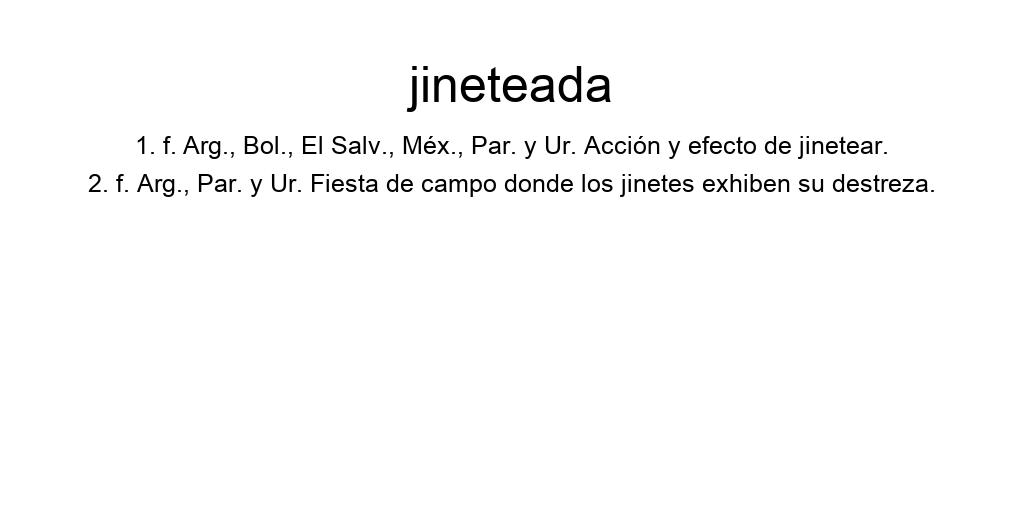 jineteada
1. f. Arg., Bol., El Salv., Méx., Par. y Ur. Acción y efecto de jinetear.
2. f. Arg., Par. y Ur. Fiesta de campo donde los jinetes exhiben su destreza.